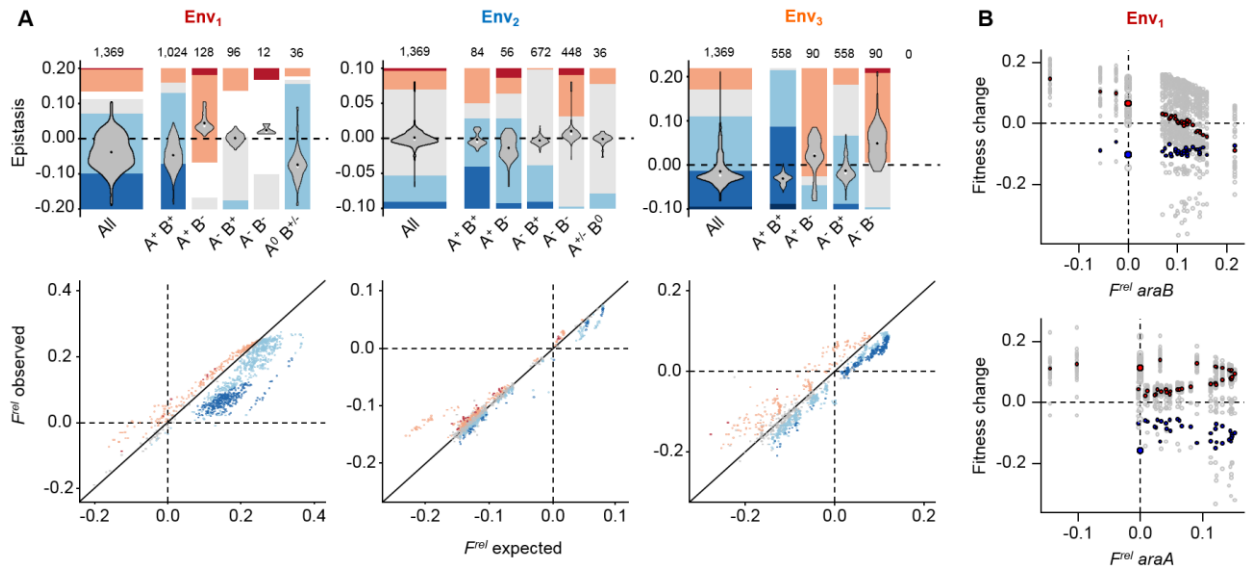 A
B
Env1
Env2
Env3
Env1
1,369 1,024 128 96 12 36
1,369 84 56 672 448 36
1,369 558 90 558 90 0
Epistasis
0.20
0.10
0.00
-0.10
-0.20
0.10
0.05
0.00
-0.05
-0.10
0.20
0.10
0.00
-0.10
All A+ B+ A+ B- A- B+ A- B- A0 B+/-
All A+ B+ A+ B- A- B+ A- B- A+/- B0
All A+ B+ A+ B- A- B+ A- B-
Frel observed
0.4
0.2
0.0
-0.2
-0.2 0.0 0.2 0.4
0.1
0.0
-0.1
-0.2
-0.2 -0.1 0.0 0.1
0.2
0.0
-0.2
-0.2 0.0 0.2
Frel expected
Fitness change
0.2
0.0
-0.2
-0.1 0.0 0.1 0.2
Frel araB
Fitness change
0.2
0.0
-0.2
-0.1 0.0 0.1
Frel araA